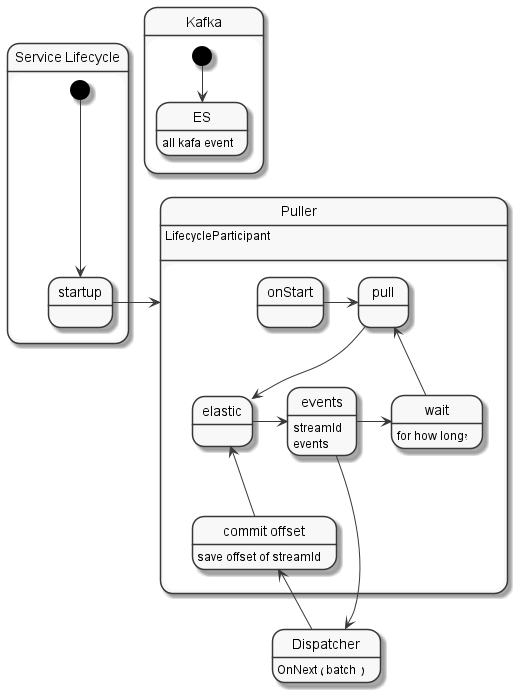 Kafka
ES
all kafa event
Service Lifecycle
startup
Puller
LifecycleParticipant
onStart
pull
elastic
events
streamId
events
wait
for how long?
commit offset
save offset of streamId
Dispatcher
OnNext ( batch )